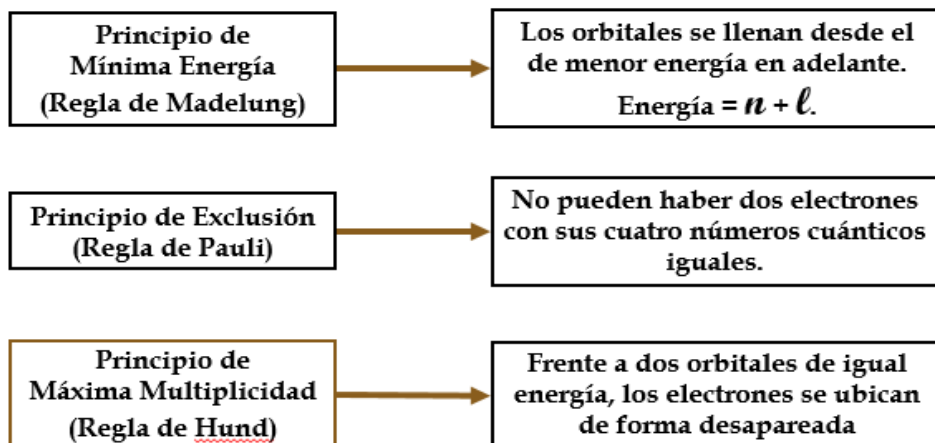 Principio de
Mínima Energía
(Regla de Madelung)
Los orbitales se llenan desde el
de menor energía en adelante.
Energía = n + ℓ.
Principio de Exclusión
(Regla de Pauli)
No pueden haber dos electrones
con sus cuatro números cuánticos
iguales.
Principio de
Máxima Multiplicidad
(Regla de Hund)
Frente a dos orbitales de igual
energía, los electrones se ubican
de forma desapareada